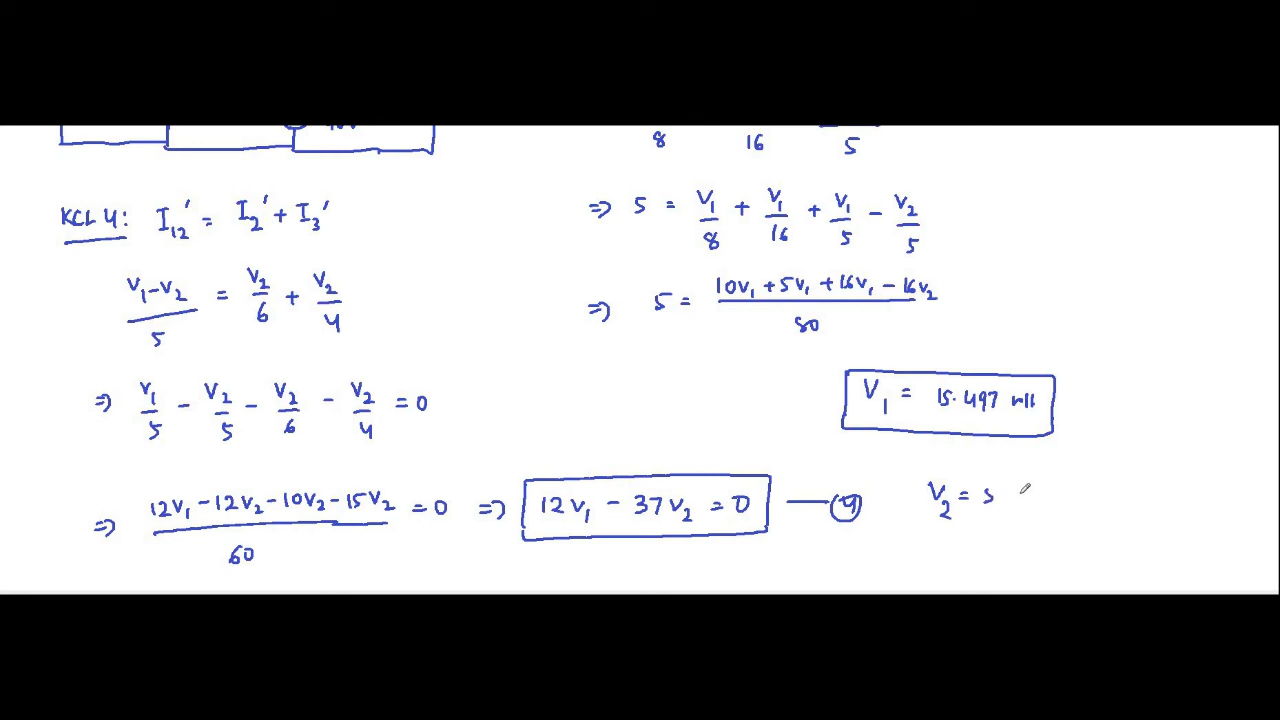 8 16 5
KCL 4: I₁₂' = I₂' + I₃'
(V₁-V₂)/5 = V₂/6 + V₂/4
⇒ V₁/5 - V₂/5 - V₂/6 - V₂/4 = 0
⇒ (12V₁ - 12V₂ - 10V₂ - 15V₂)/60 = 0 ⇒ 12V₁ - 37V₂ = 0
⇒ 5 = V₁/8 + V₁/16 + V₁/5 - V₂/5
⇒ 5 = (10V₁ + 5V₁ + 16V₁ - 16V₂)/80
V₁ = 15.497
V₂ = 5